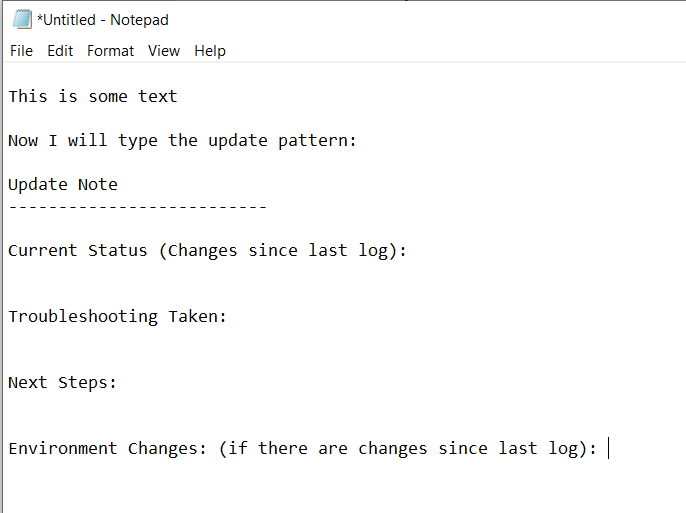 *Untitled - Notepad
File Edit Format View Help
This is some text
Now I will type the update pattern:
Update Note
--------------------------
Current Status (Changes since last log):
Troubleshooting Taken:
Next Steps:
Environment Changes: (if there are changes since last log):